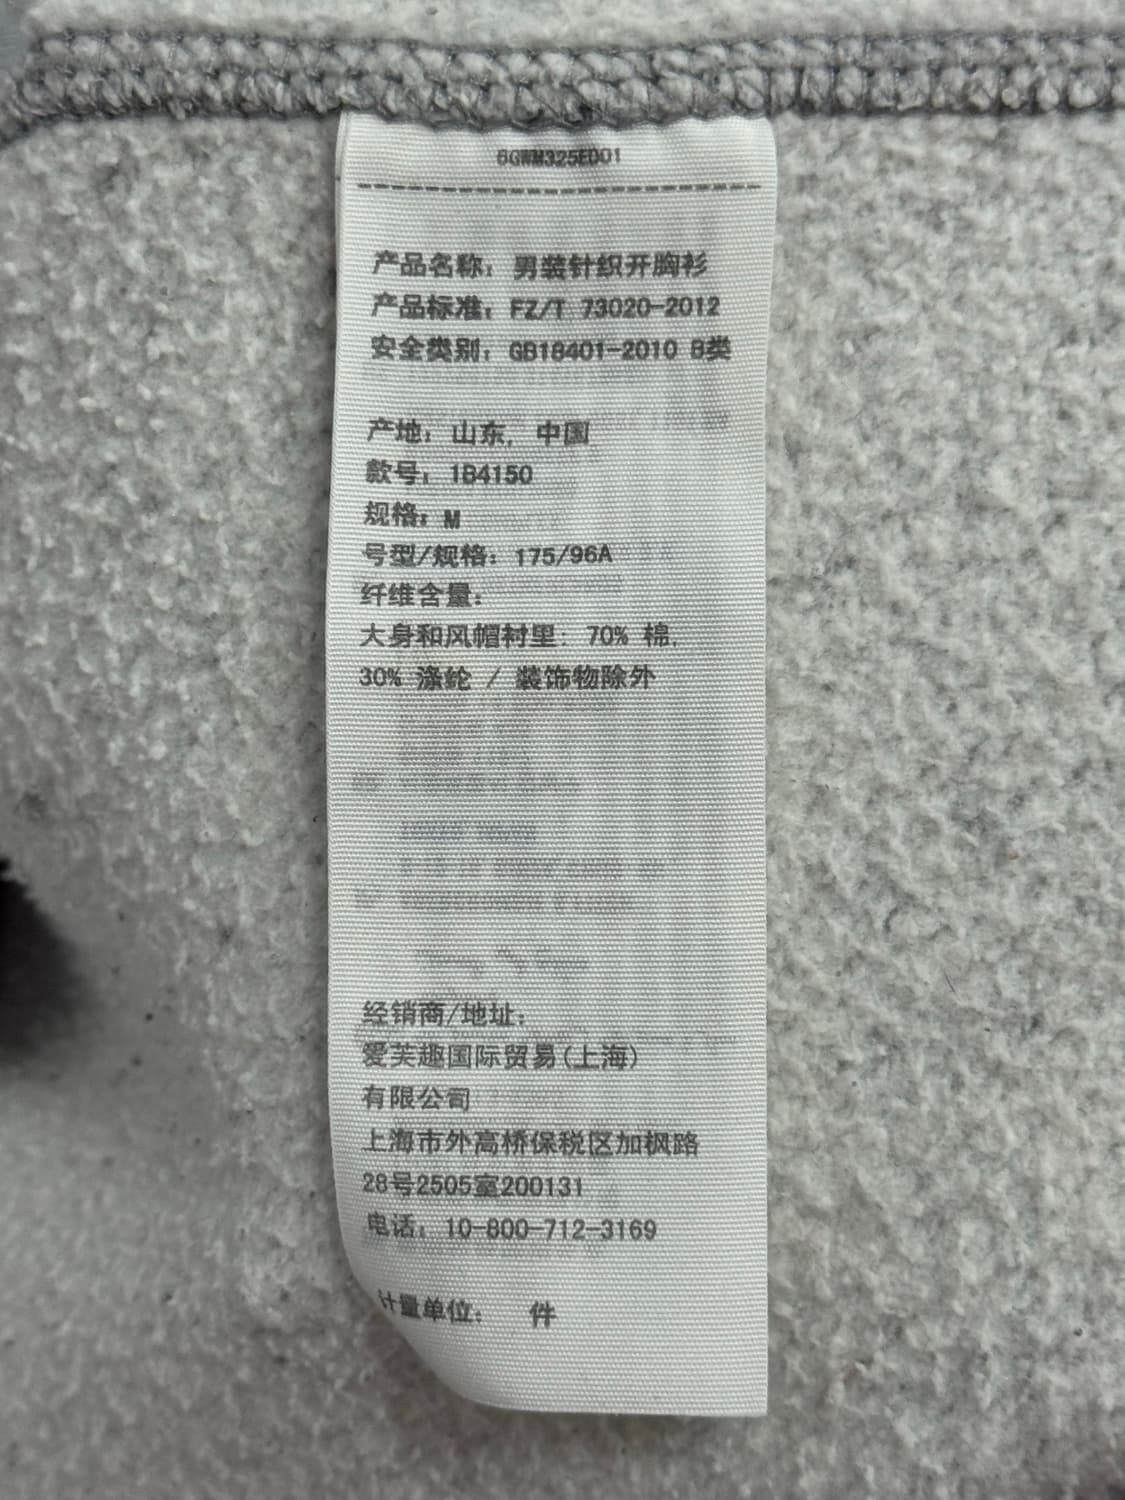 6GWM325ED01
产品名称: 男装针织开胸衫
产品标准: FZ/T 73020-2012
安全类别: GB18401-2010 B类
产地: 山东, 中国
款号: 1B4150
规格: M
号型/规格: 175/96A
纤维含量:
大身和风帽衬里: 70% 棉,
30% 涤纶 / 装饰物除外
经销商/地址:
爱芙趣国际贸易(上海)
有限公司
上海市外高桥保税区加枫路
28号2505室200131
电话: 10-800-712-3169
计量单位: 件